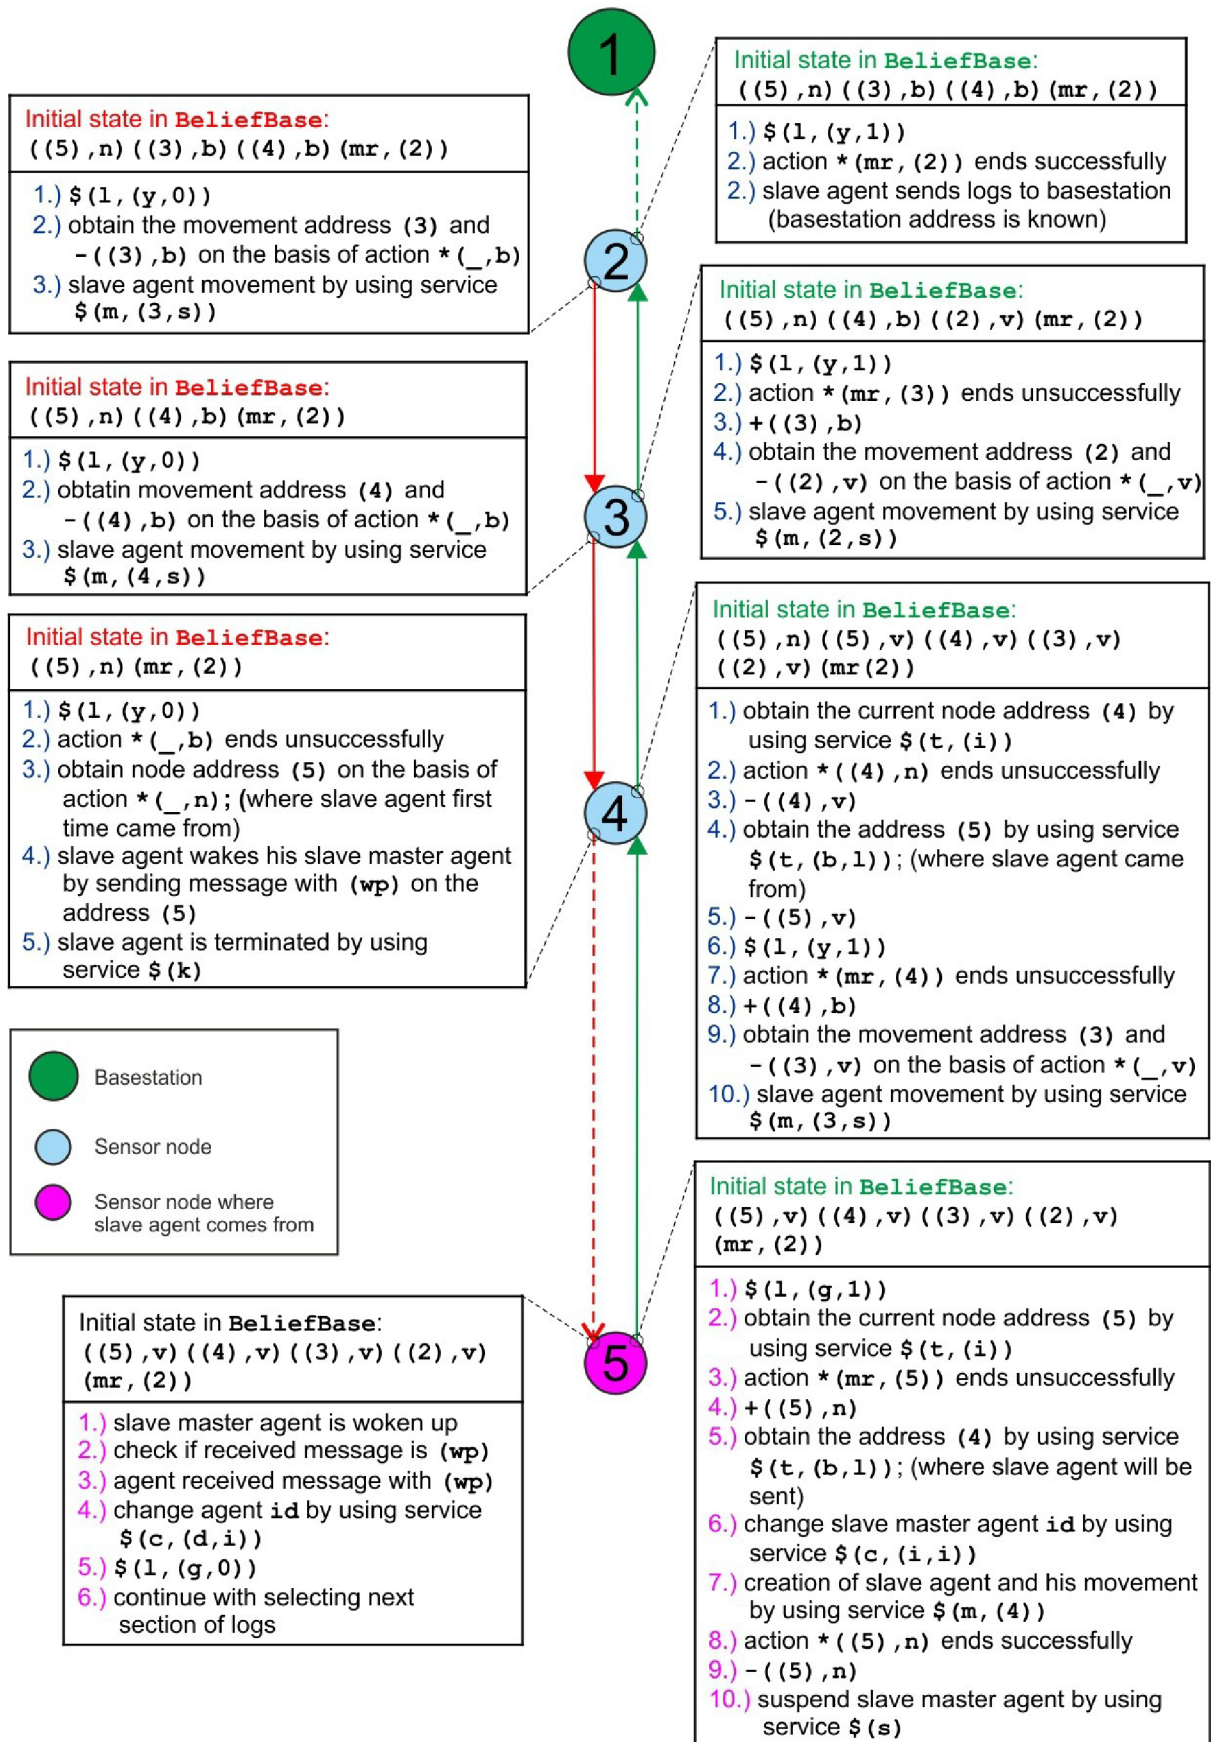 1
Initial state in BeliefBase:
((5),n)((3),b)((4),b)(mr,(2))
1.) $(l,(y,1))
2.) action *(mr,(2)) ends successfully
2.) slave agent sends logs to basestation
(basestation address is known)
Initial state in BeliefBase:
((5),n)((3),b)((4),b)(mr,(2))
1.) $(l,(y,0))
2.) obtain the movement address (3) and
-((3),b) on the basis of action *(_,b)
3.) slave agent movement by using service
$(m,(3,s))
2
Initial state in BeliefBase:
((5),n)((4),b)((2),v)(mr,(2))
1.) $(l,(y,1))
2.) action *(mr,(3)) ends unsuccessfully
3.) +((3),b)
4.) obtain the movement address (2) and
-((2),v) on the basis of action *(_,v)
5.) slave agent movement by using service
$(m,(2,s))
Initial state in BeliefBase:
((5),n)((4),b)(mr,(2))
1.) $(l,(y,0))
2.) obtatin movement address (4) and
-((4),b) on the basis of action *(_,b)
3.) slave agent movement by using service
$(m,(4,s))
3
Initial state in BeliefBase:
((5),n)((5),v)((4),v)((3),v)
((2),v)(mr(2))
1.) obtain the current node address (4) by
using service $(t,(i))
2.) action *((4),n) ends unsuccessfully
3.) -((4),v)
4.) obtain the address (5) by using service
$(t,(b,l)); (where slave agent came
from)
5.) -((5),v)
6.) $(l,(y,1))
7.) action *(mr,(4)) ends unsuccessfully
8.) +((4),b)
9.) obtain the movement address (3) and
-((3),v) on the basis of action *(_,v)
10.) slave agent movement by using service
$(m,(3,s))
Initial state in BeliefBase:
((5),n)(mr,(2))
1.) $(l,(y,0))
2.) action *(_,b) ends unsuccessfully
3.) obtain node address (5) on the basis of
action *(_,n); (where slave agent first
time came from)
4.) slave agent wakes his slave master agent
by sending message with (wp) on the
address (5)
5.) slave agent is terminated by using
service $(k)
4
Basestation
Sensor node
Sensor node where
slave agent comes from
Initial state in BeliefBase:
((5),v)((4),v)((3),v)((2),v)
(mr,(2))
1.) $(l,(g,1))
2.) obtain the current node address (5) by
using service $(t,(i))
3.) action *(mr,(5)) ends unsuccessfully
4.) +((5),n)
5.) obtain the address (4) by using service
$(t,(b,l)); (where slave agent will be
sent)
6.) change slave master agent id by using
service $(c,(i,i))
7.) creation of slave agent and his movement
by using service $(m,(4))
8.) action *((5),n) ends successfully
9.) -((5),n)
10.) suspend slave master agent by using
service $(s)
Initial state in BeliefBase:
((5),v)((4),v)((3),v)((2),v)
(mr,(2))
1.) slave master agent is woken up
2.) check if received message is (wp)
3.) agent received message with (wp)
4.) change agent id by using service
$(c,(d,i))
5.) $(l,(g,0))
6.) continue with selecting next
section of logs
5